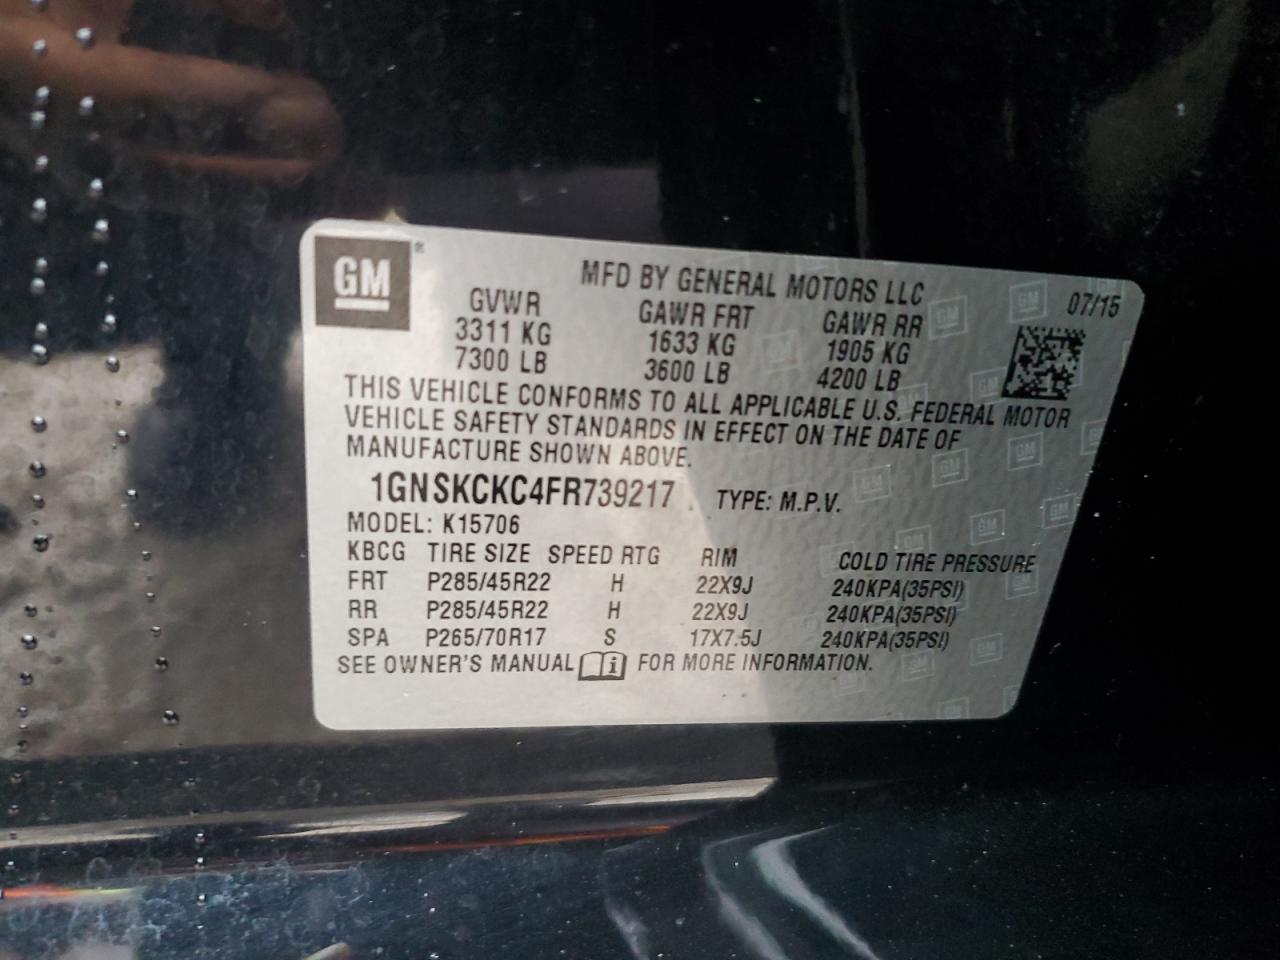 GM®
MFD BY GENERAL MOTORS LLC
07/15
GVWR GAWR FRT GAWR RR
3311 KG 1633 KG 1905 KG
7300 LB 3600 LB 4200 LB
THIS VEHICLE CONFORMS TO ALL APPLICABLE U.S. FEDERAL MOTOR
VEHICLE SAFETY STANDARDS IN EFFECT ON THE DATE OF
MANUFACTURE SHOWN ABOVE.
1GNSKCKC4FR739217 TYPE: M.P.V.
MODEL: K15706
KBCG TIRE SIZE SPEED RTG RIM COLD TIRE PRESSURE
FRT P285/45R22 H 22X9J 240KPA(35PSI)
RR P285/45R22 H 22X9J 240KPA(35PSI)
SPA P265/70R17 S 17X7.5J 240KPA(35PSI)
SEE OWNER'S MANUAL i FOR MORE INFORMATION.